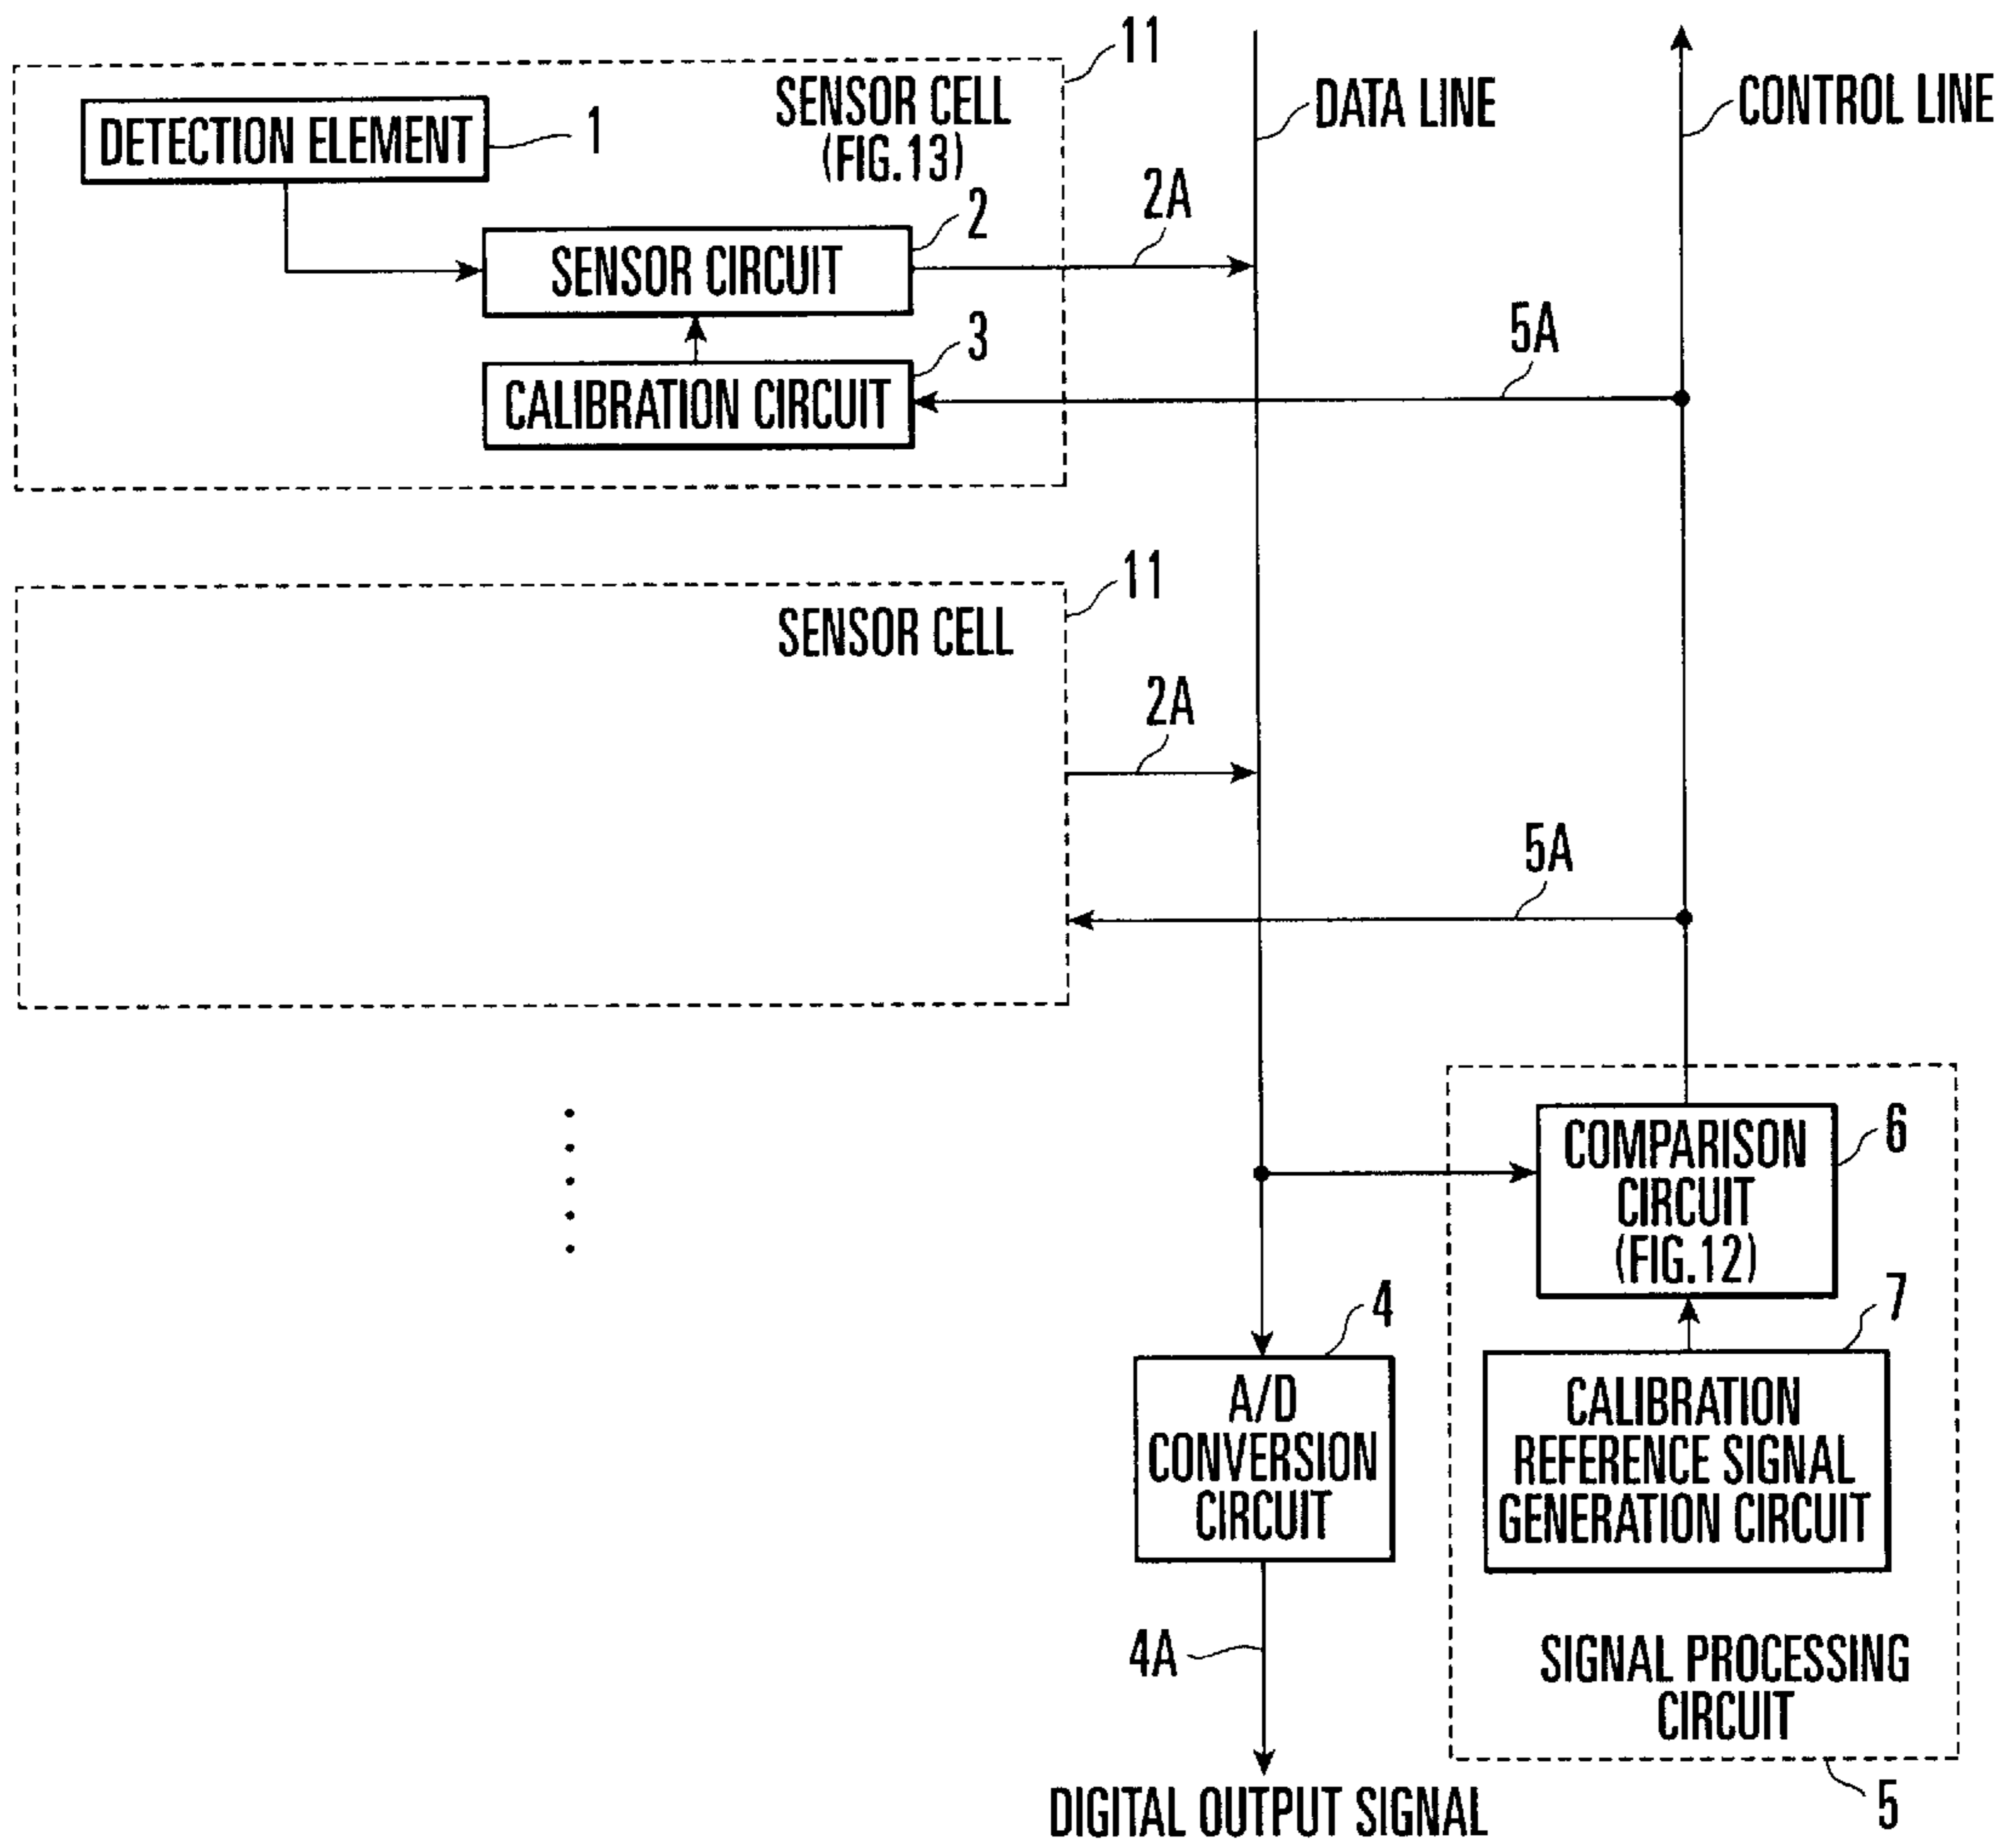 11
SENSOR CELL
(FIG.13)
DATA LINE
CONTROL LINE
DETECTION ELEMENT
1
2A
2
SENSOR CIRCUIT
3
5A
CALIBRATION CIRCUIT
11
SENSOR CELL
2A
5A
6
COMPARISON
CIRCUIT
(FIG.12)
4
7
A/D
CONVERSION
CIRCUIT
CALIBRATION
REFERENCE SIGNAL
GENERATION CIRCUIT
4A
SIGNAL PROCESSING
CIRCUIT
5
DIGITAL OUTPUT SIGNAL